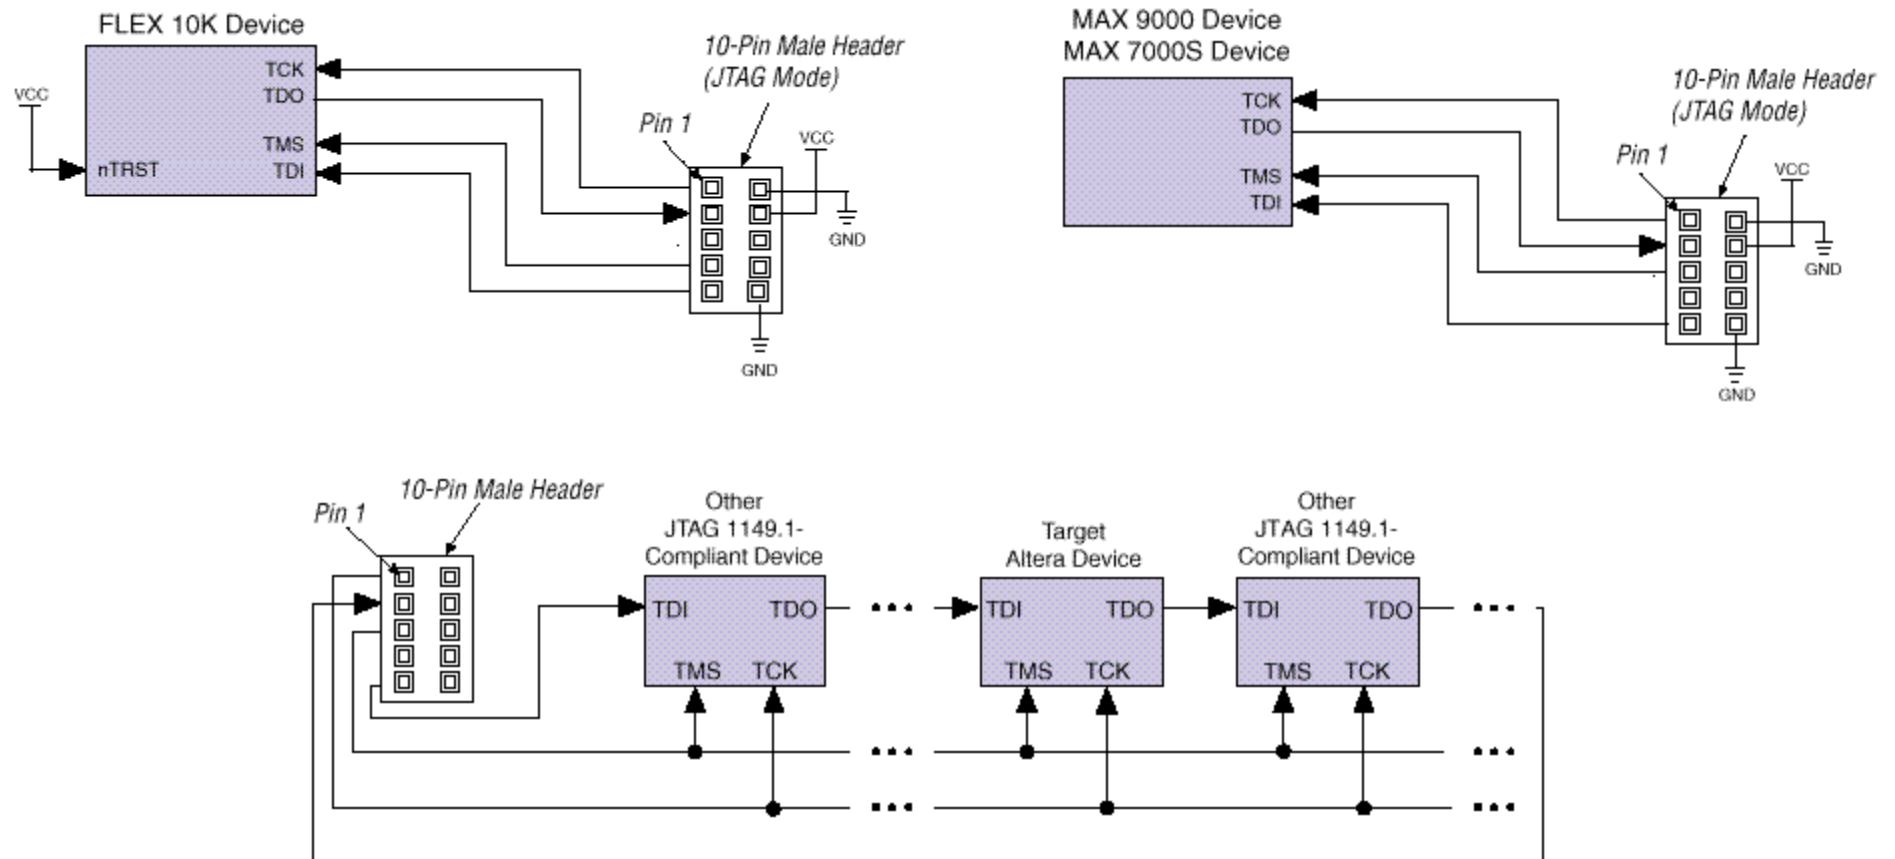 FLEX 10K Device
VCC
nTRST
TCK
TDO
TMS
TDI
10-Pin Male Header
(JTAG Mode)
Pin 1
VCC
GND
GND
MAX 9000 Device
MAX 7000S Device
TCK
TDO
TMS
TDI
10-Pin Male Header
(JTAG Mode)
Pin 1
VCC
GND
GND
10-Pin Male Header
Pin 1
Other
JTAG 1149.1-
Compliant Device
TDI TDO
TMS TCK
Target
Altera Device
TDI TDO
TMS TCK
Other
JTAG 1149.1-
Compliant Device
TDI TDO
TMS TCK